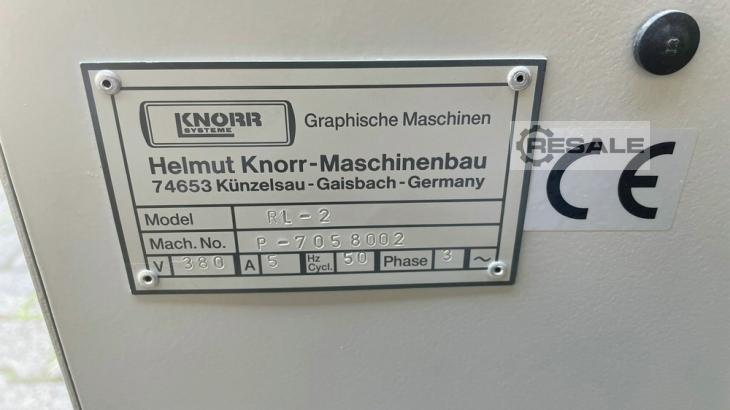 KNORR
SYSTEME
Graphische Maschinen
Helmut Knorr-Maschinenbau
74653 Künzelsau-Gaisbach-Germany
Model RL-2
Mach. No. P-7058002
V 380 A 5 Hz Cycl. 50 Phase 3 ~
RESALE
CE